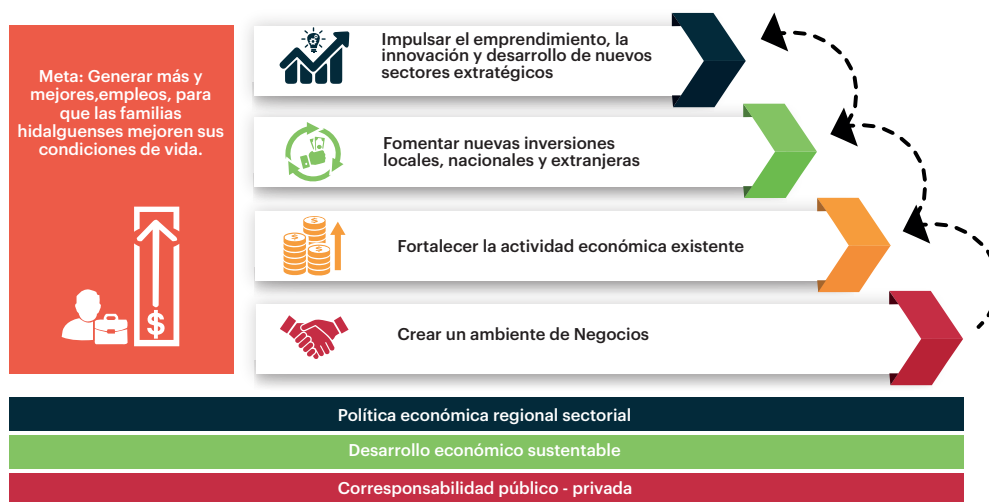 Meta: Generar más y
mejores,empleos, para
que las familias
hidalguenses mejoren sus
condiciones de vida.
$
Impulsar el emprendimiento, la
innovación y desarrollo de nuevos
sectores extratégicos
Fomentar nuevas inversiones
locales, nacionales y extranjeras
Fortalecer la actividad económica existente
Crear un ambiente de Negocios
Política económica regional sectorial
Desarrollo económico sustentable
Corresponsabilidad público - privada